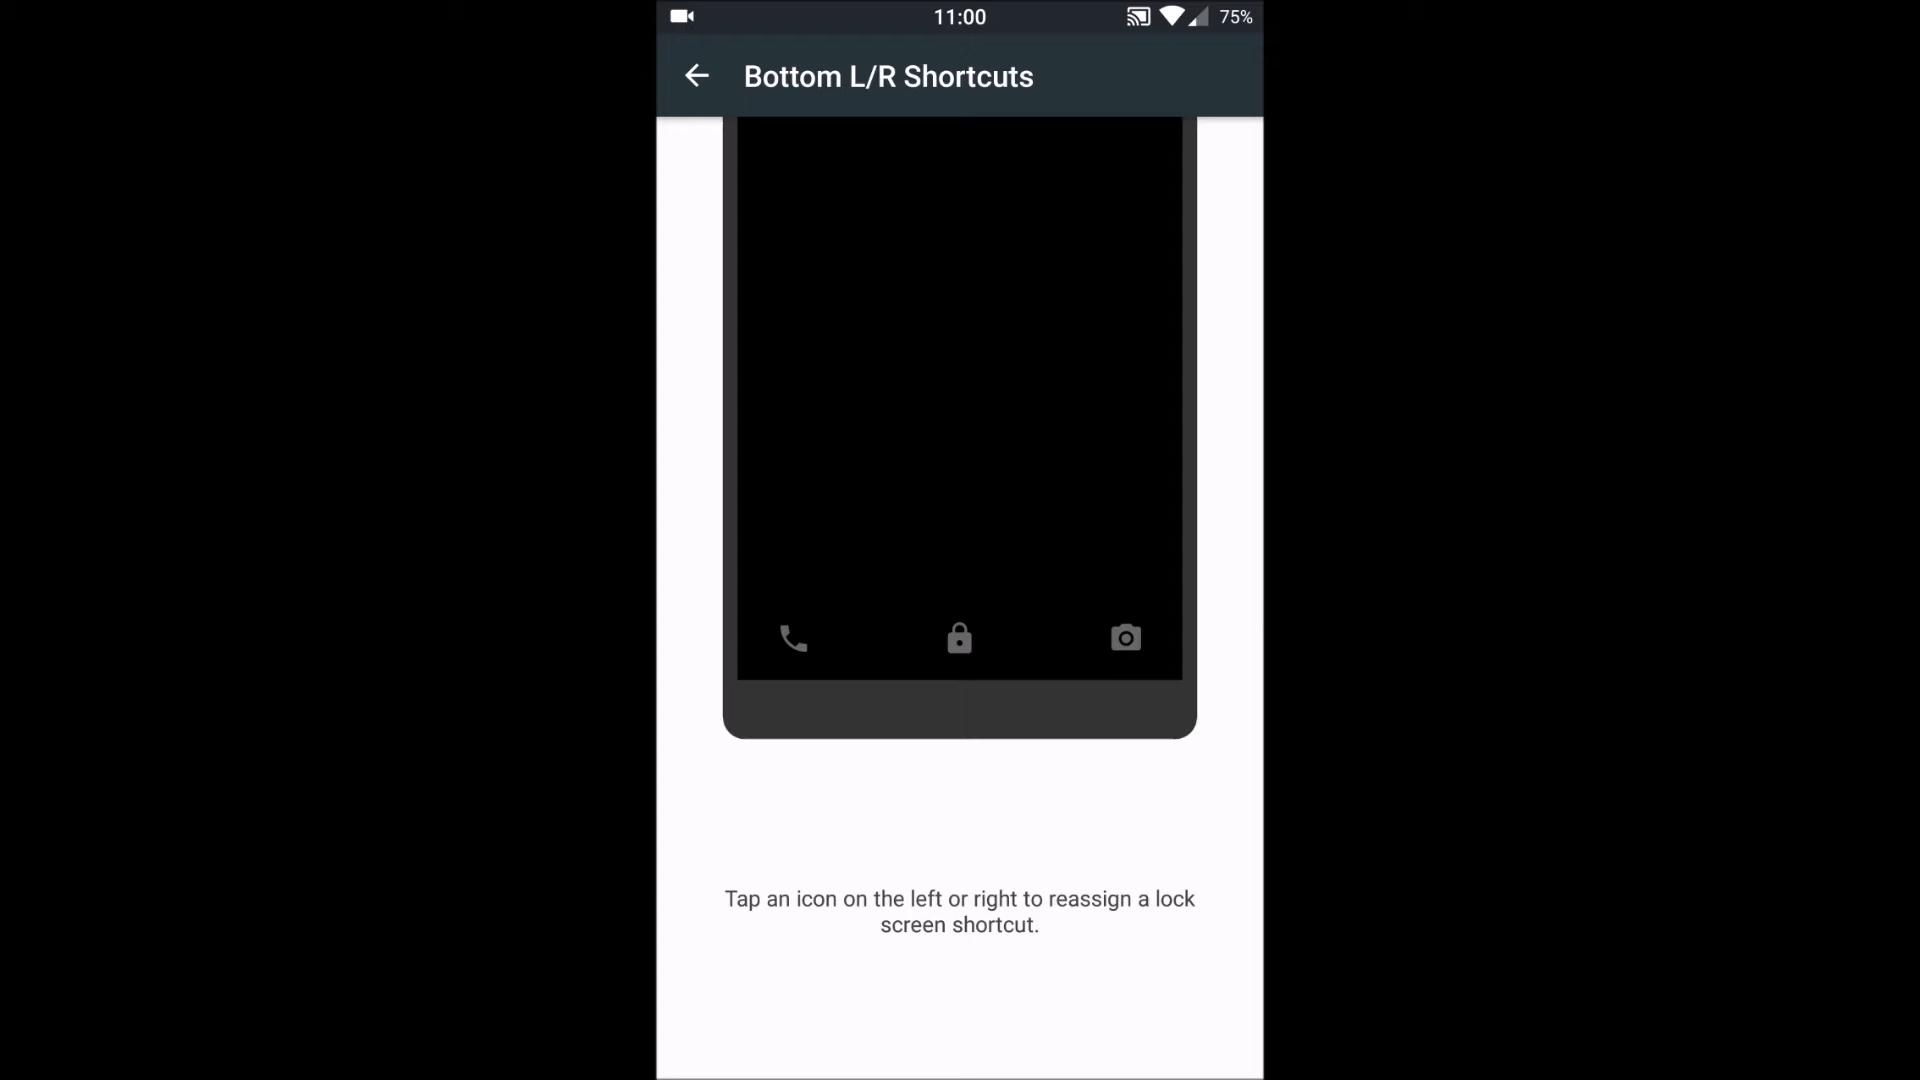 11:00
75%
Bottom L/R Shortcuts
Tap an icon on the left or right to reassign a lock
screen shortcut.